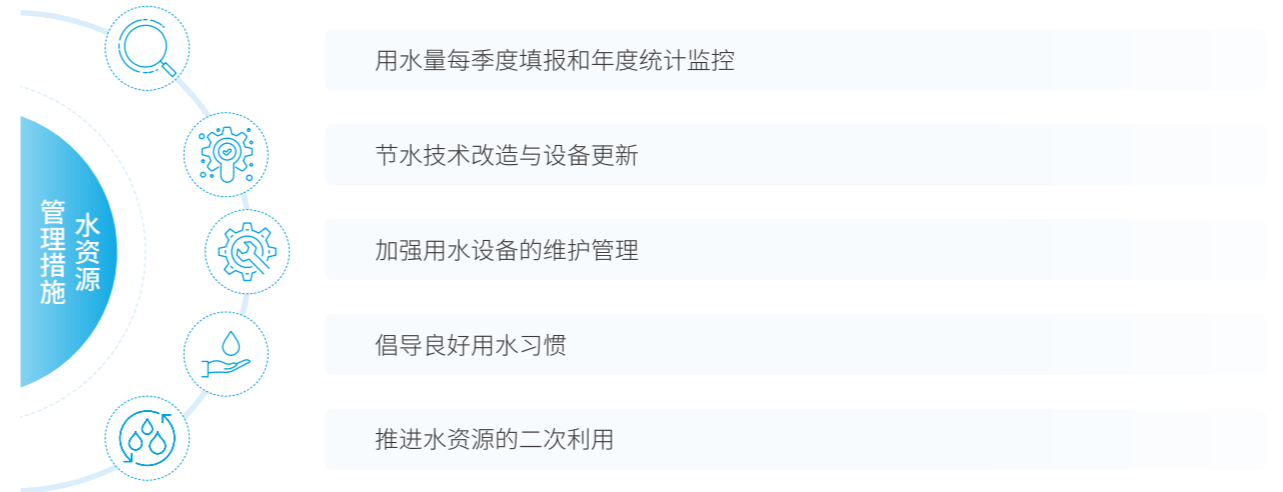 水资源
管理措施
用水量每季度填报和年度统计监控
节水技术改造与设备更新
加强用水设备的维护管理
倡导良好用水习惯
推进水资源的二次利用